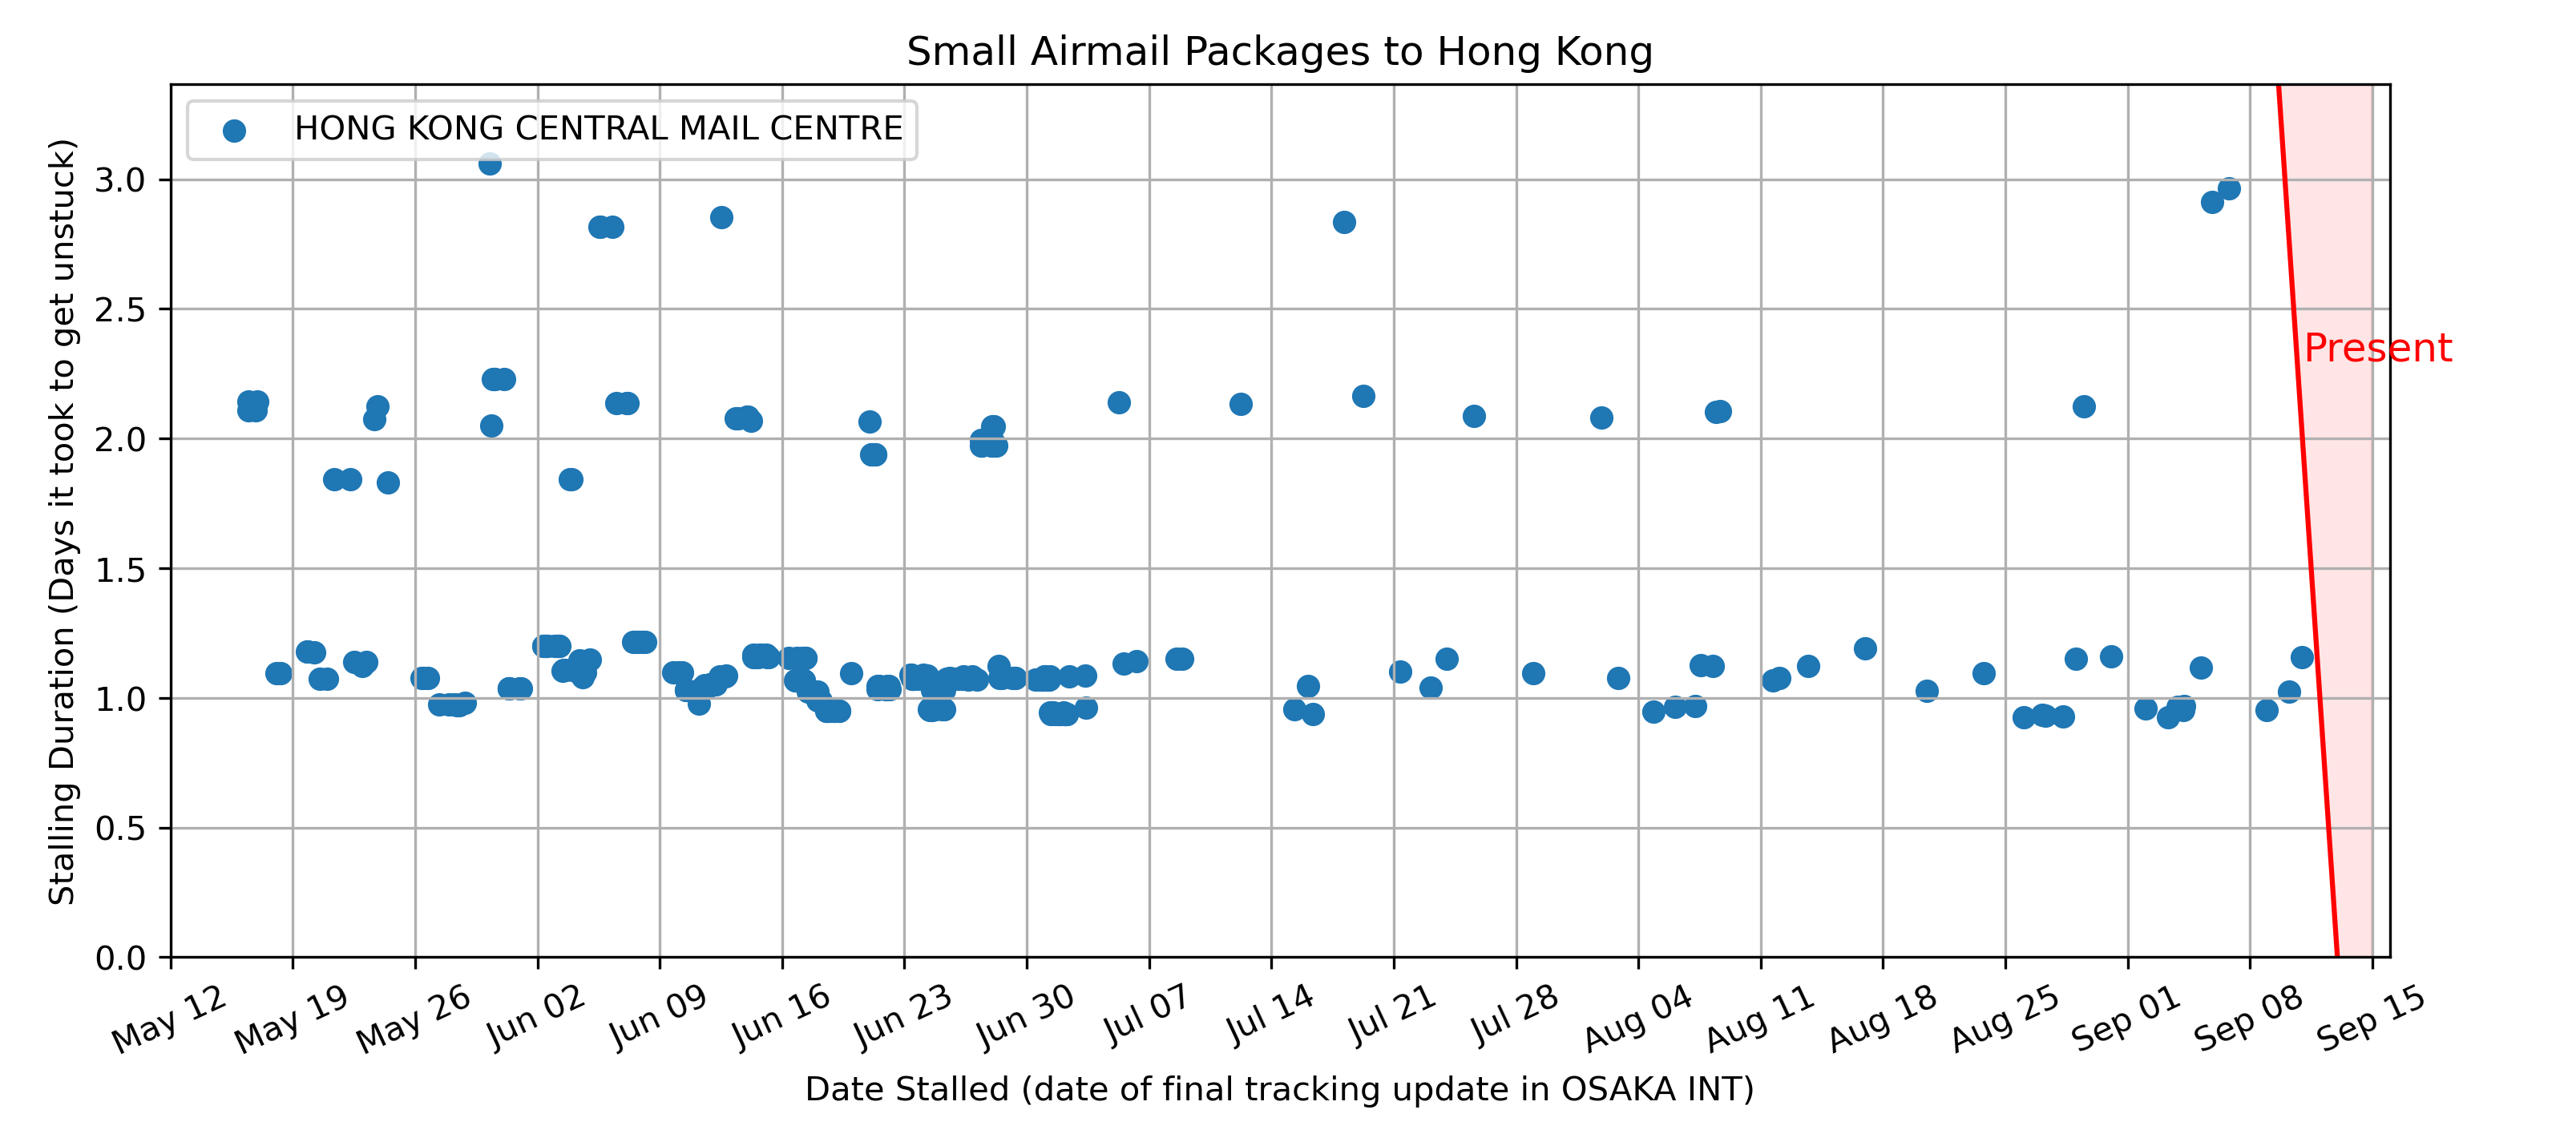 Small Airmail Packages to Hong Kong
HONG KONG CENTRAL MAIL CENTRE
Stalling Duration (Days it took to get unstuck)
3.0
2.5
2.0
1.5
1.0
0.5
0.0
Present
May 12
May 19
May 26
Jun 02
Jun 09
Jun 16
Jun 23
Jun 30
Jul 07
Jul 14
Jul 21
Jul 28
Aug 04
Aug 11
Aug 18
Aug 25
Sep 01
Sep 08
Sep 15
Date Stalled (date of final tracking update in OSAKA INT)